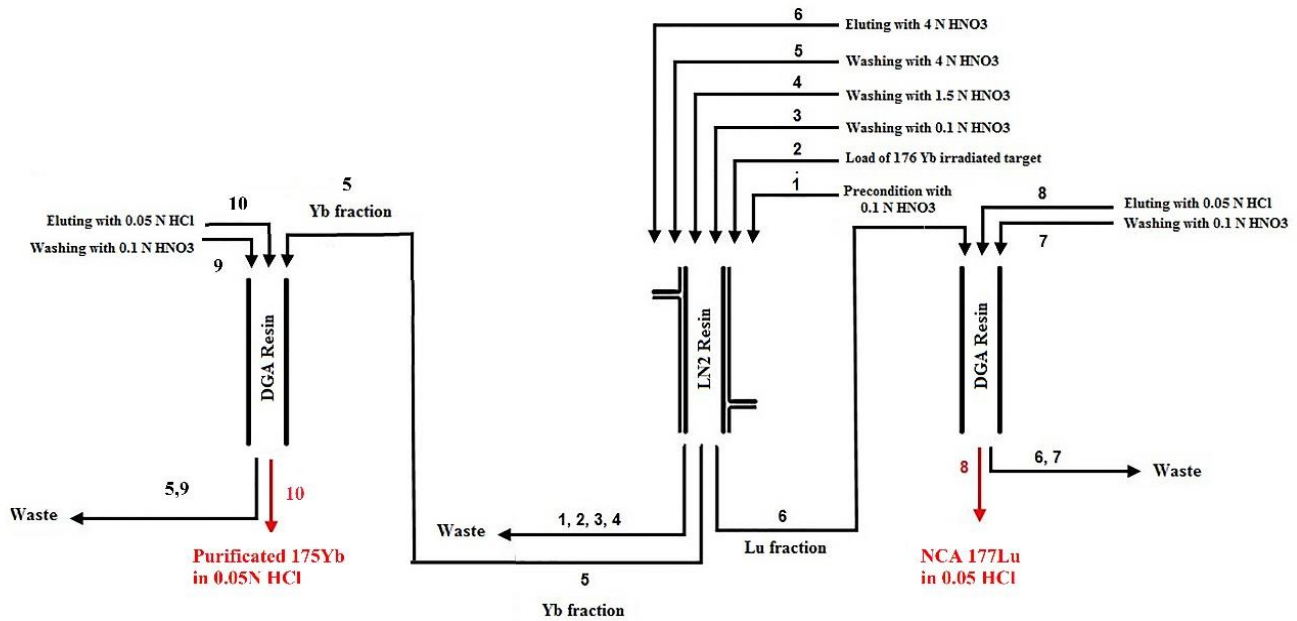 6
Eluting with 4 N HNO3
5
Washing with 4 N HNO3
4
Washing with 1.5 N HNO3
3
Washing with 0.1 N HNO3
2
Load of 176 Yb irradiated target
1
Precondition with
0.1 HNO3
5
Yb fraction
10
Eluting with 0.05 N HCl
Washing with 0.1 HNO3
9
8
Eluting with 0.05 N HCl
Washing with 0.1 N HNO3
7
DGA Resin
LN2 Resin
DGA Resin
5,9
Waste
10
Purificated 175Yb
in 0.05N HCl
1, 2, 3, 4
Waste
5
Yb fraction
6
Lu fraction
8
6, 7
Waste
NCA 177Lu
in 0.05 HCl